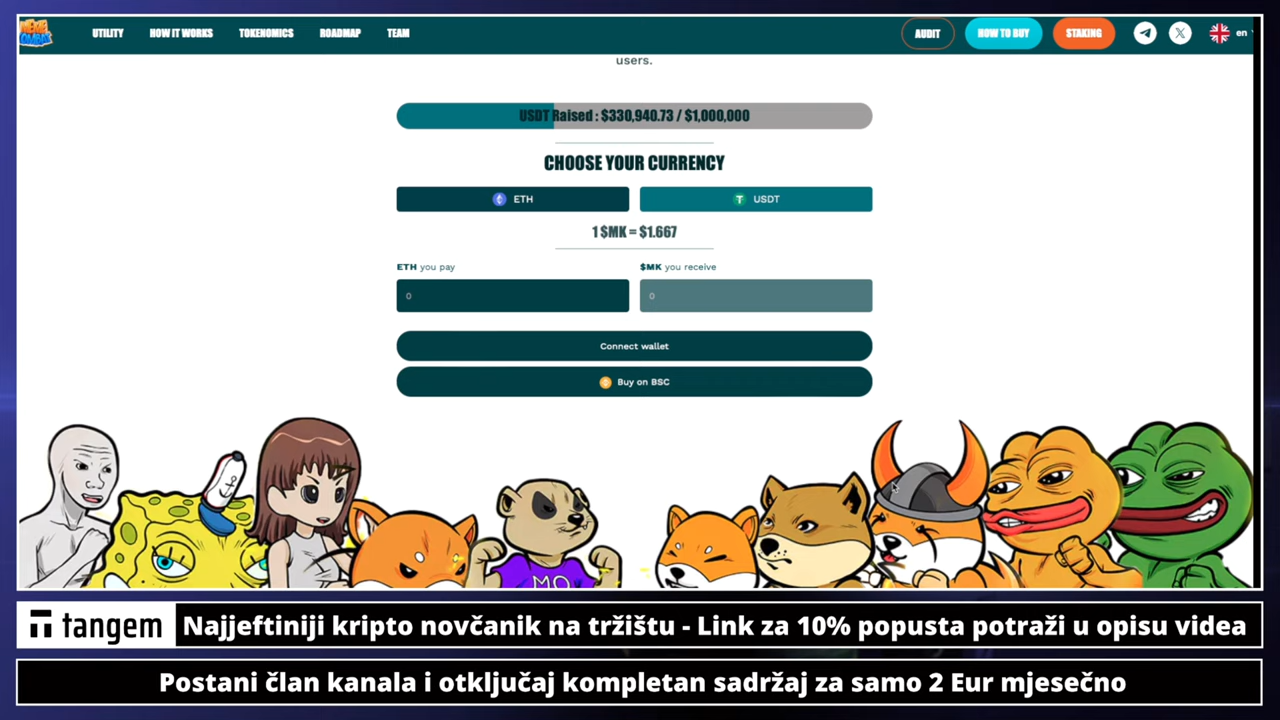 MEME
KOMBAT
UTILITY
HOW IT WORKS
TOKENOMICS
ROADMAP
TEAM
AUDIT
HOW TO BUY
STAKING
en
users.
USDT Raised : $330,940.73 / $1,000,000
CHOOSE YOUR CURRENCY
ETH
USDT
1 $MK = $1.667
ETH you pay
$MK you receive
0
0
Connect wallet
Buy on BSC
MO
tangem
Najjeftiniji kripto novčanik na tržištu - Link za 10% popusta potraži u opisu videa
Postani član kanala i otključaj kompletan sadržaj za samo 2 Eur mjesečno